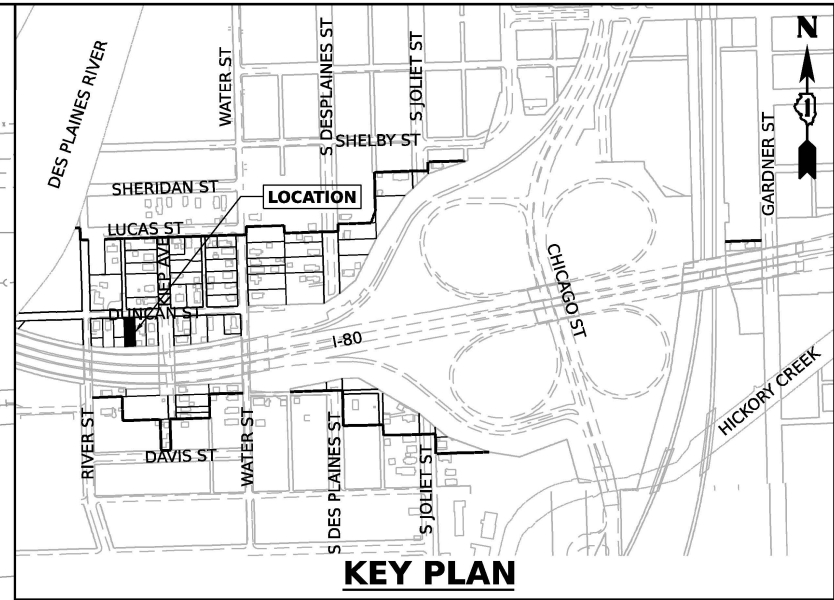 N
1
DES PLAINES RIVER
WATER ST
S DESPLAINES ST
S JOLIET ST
SHELBY ST
GARDNER ST
SHERIDAN ST
LOCATION
LUCAS ST
KIEP AVE
CHICAGO ST
DUNCAN ST
I-80
HICKORY CREEK
RIVER ST
WATER ST
S DES PLAINES ST
S JOLIET ST
DAVIS ST
KEY PLAN